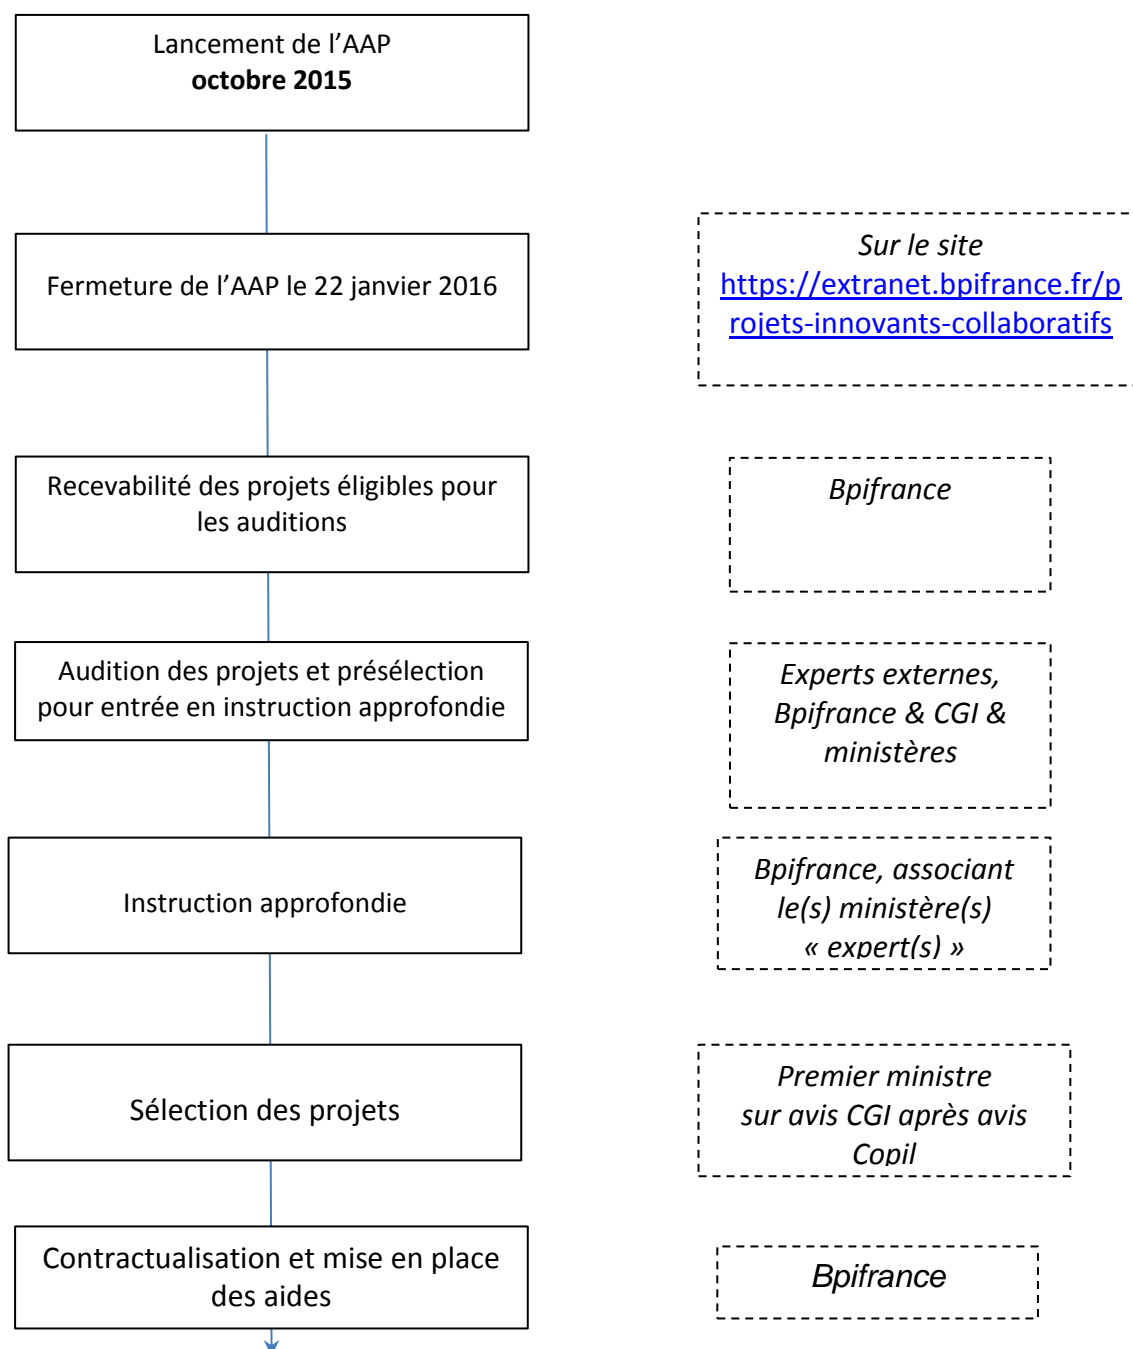 Lancement de l’AAP
octobre 2015
Fermeture de l’AAP le 22 janvier 2016
Sur le site
https://extranet.bpifrance.fr/p
rojets-innovants-collaboratifs
Recevabilité des projets éligibles pour
les auditions
Bpifrance
Audition des projets et présélection
pour entrée en instruction approfondie
Experts externes,
Bpifrance & CGI &
ministères
Instruction approfondie
Bpifrance, associant
le(s) ministère(s)
« expert(s) »
Sélection des projets
Premier ministre
sur avis CGI après avis
Copil
Contractualisation et mise en place
des aides
Bpifrance